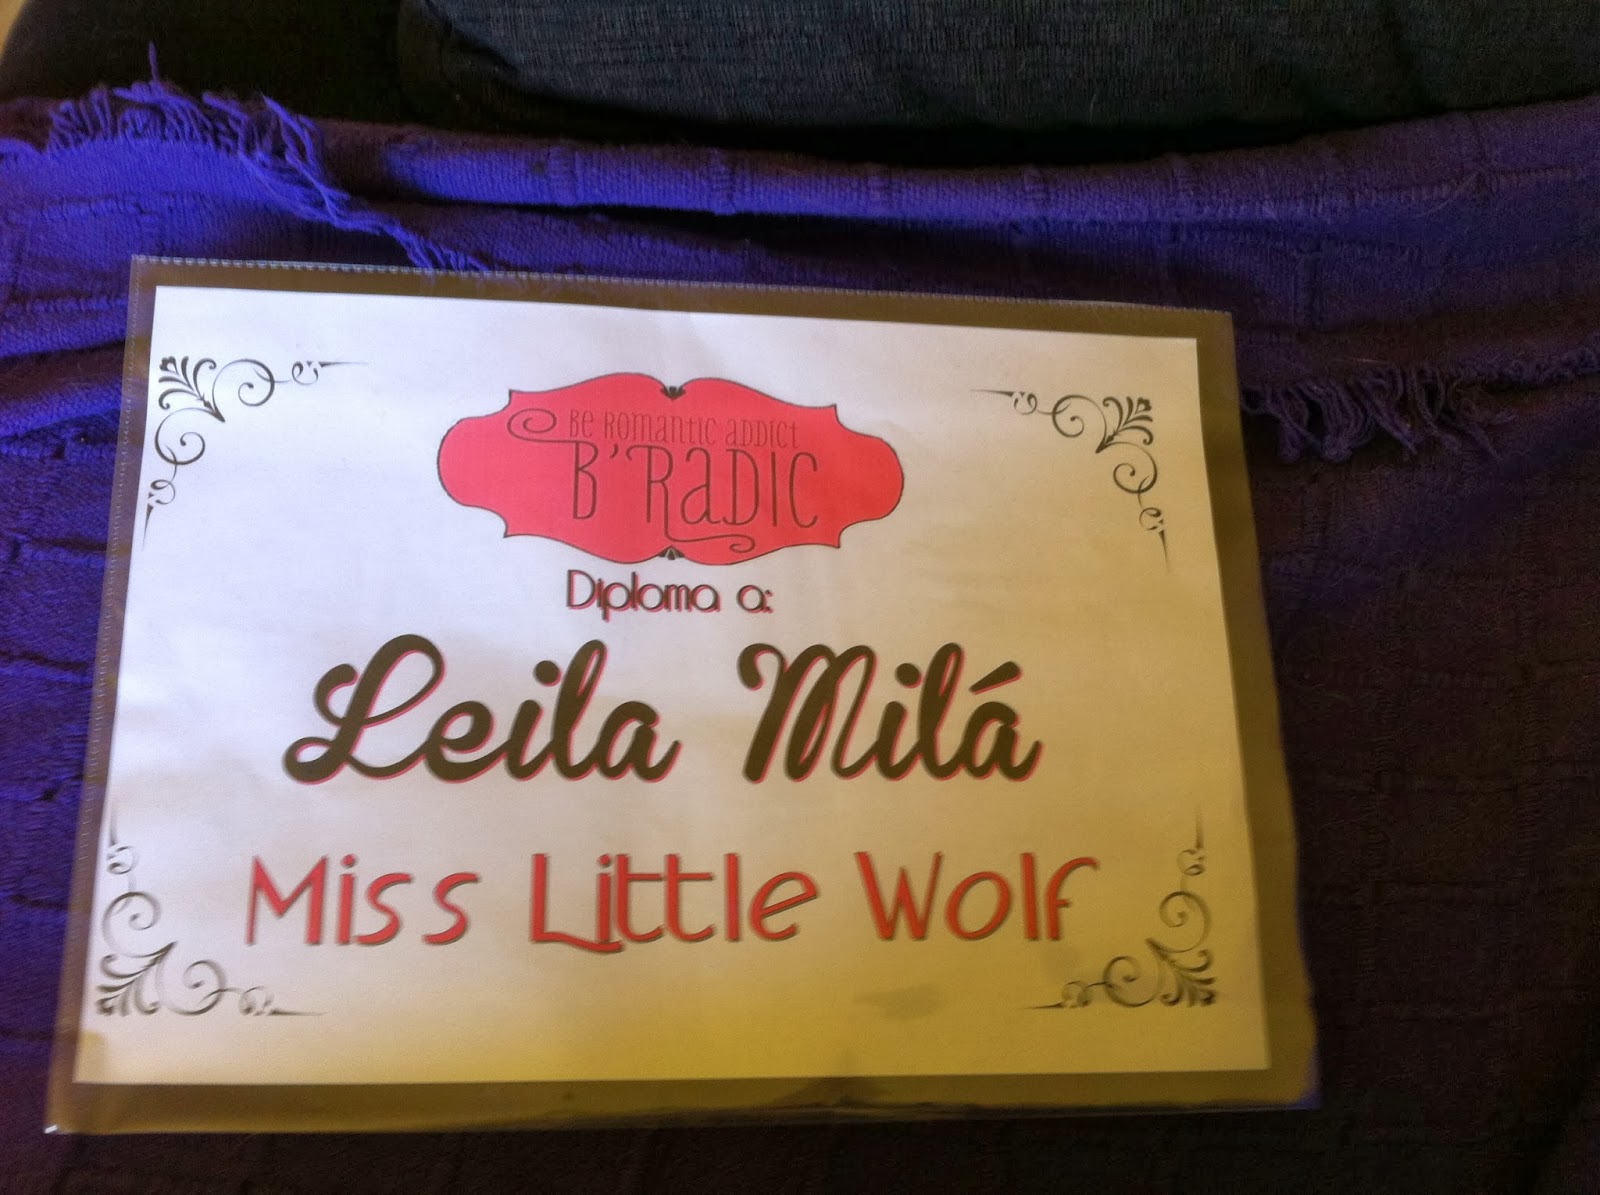 Be Romantic Addict
B'Radic
Diploma a:
Leila Milá
Miss Little Wolf